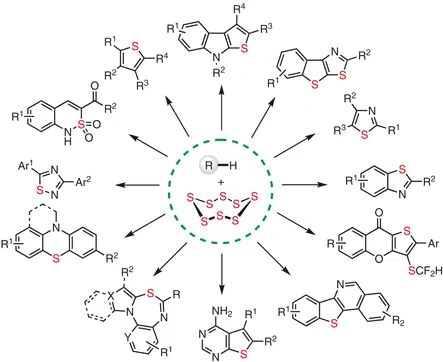 R1 S R4
R2 R3
R1 R4 R3
N S
R2
R1 N R2
S S
R1 O R2
S O
N O
H
R2 N
R3 S R1
Ar1 N
S N Ar2
R H
+
S S S S
S S S S
R1 S R2
N
R1 N
S R2
O S Ar
R O SCF2H
R2
X S R
N N
Y
R1
NH2 R1
N R2
N S
R1 N
S R2